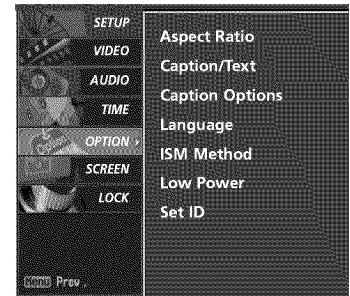 SETUP
VIDEO
AUDIO
TIME
OPTION
SCREEN
LOCK
Menu Prev.
Aspect Ratio
Caption/Text
Caption Options
Language
ISM Method
Low Power
Set ID